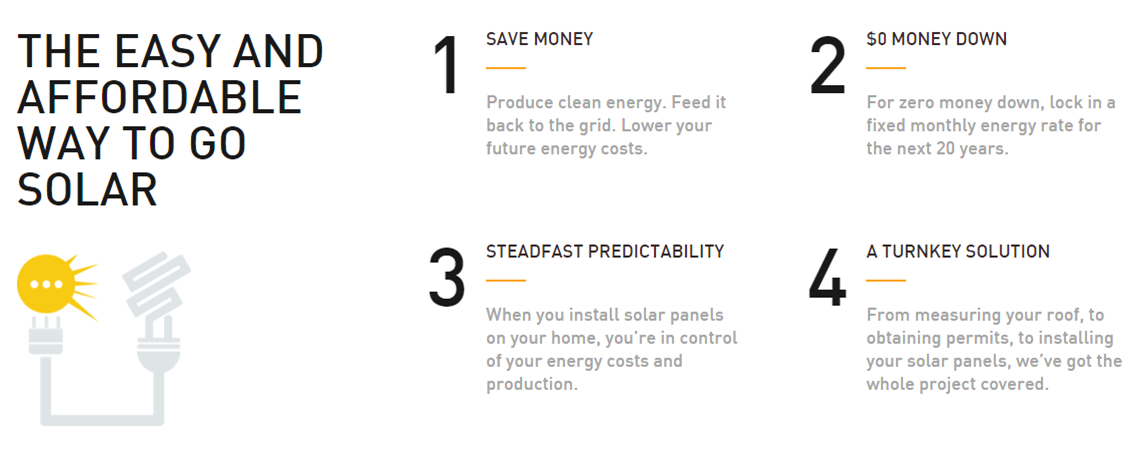 THE EASY AND
AFFORDABLE
WAY TO GO
SOLAR
1
SAVE MONEY
Produce clean energy. Feed it
back to the grid. Lower your
future energy costs.
2
$0 MONEY DOWN
For zero money down, lock in a
fixed monthly energy rate for
the next 20 years.
3
STEADFAST PREDICTABILITY
When you install solar panels
on your home, you’re in control
of your energy costs and
production.
4
A TURNKEY SOLUTION
From measuring your roof, to
obtaining permits, to installing
your solar panels, we’ve got the
whole project covered.